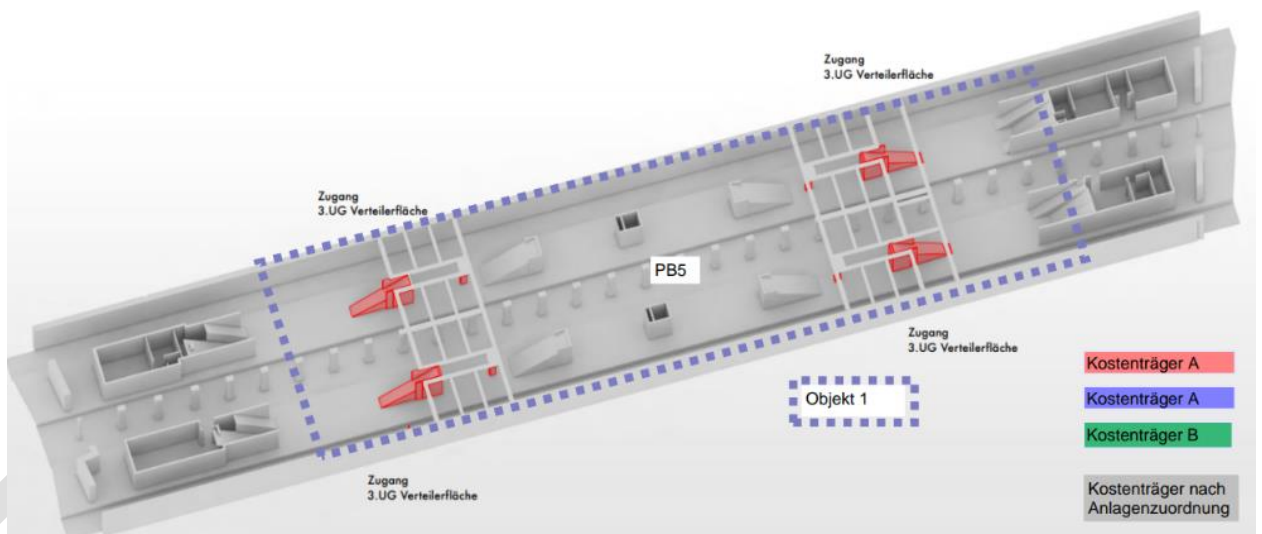 Zugang
3.UG Verteilerfläche
Zugang
3.UG Verteilerfläche
PB5
Zugang
3.UG Verteilerfläche
Zugang
3.UG Verteilerfläche
Objekt 1
Kostenträger A
Kostenträger A
Kostenträger B
Kostenträger nach
Anlagenzuordnung